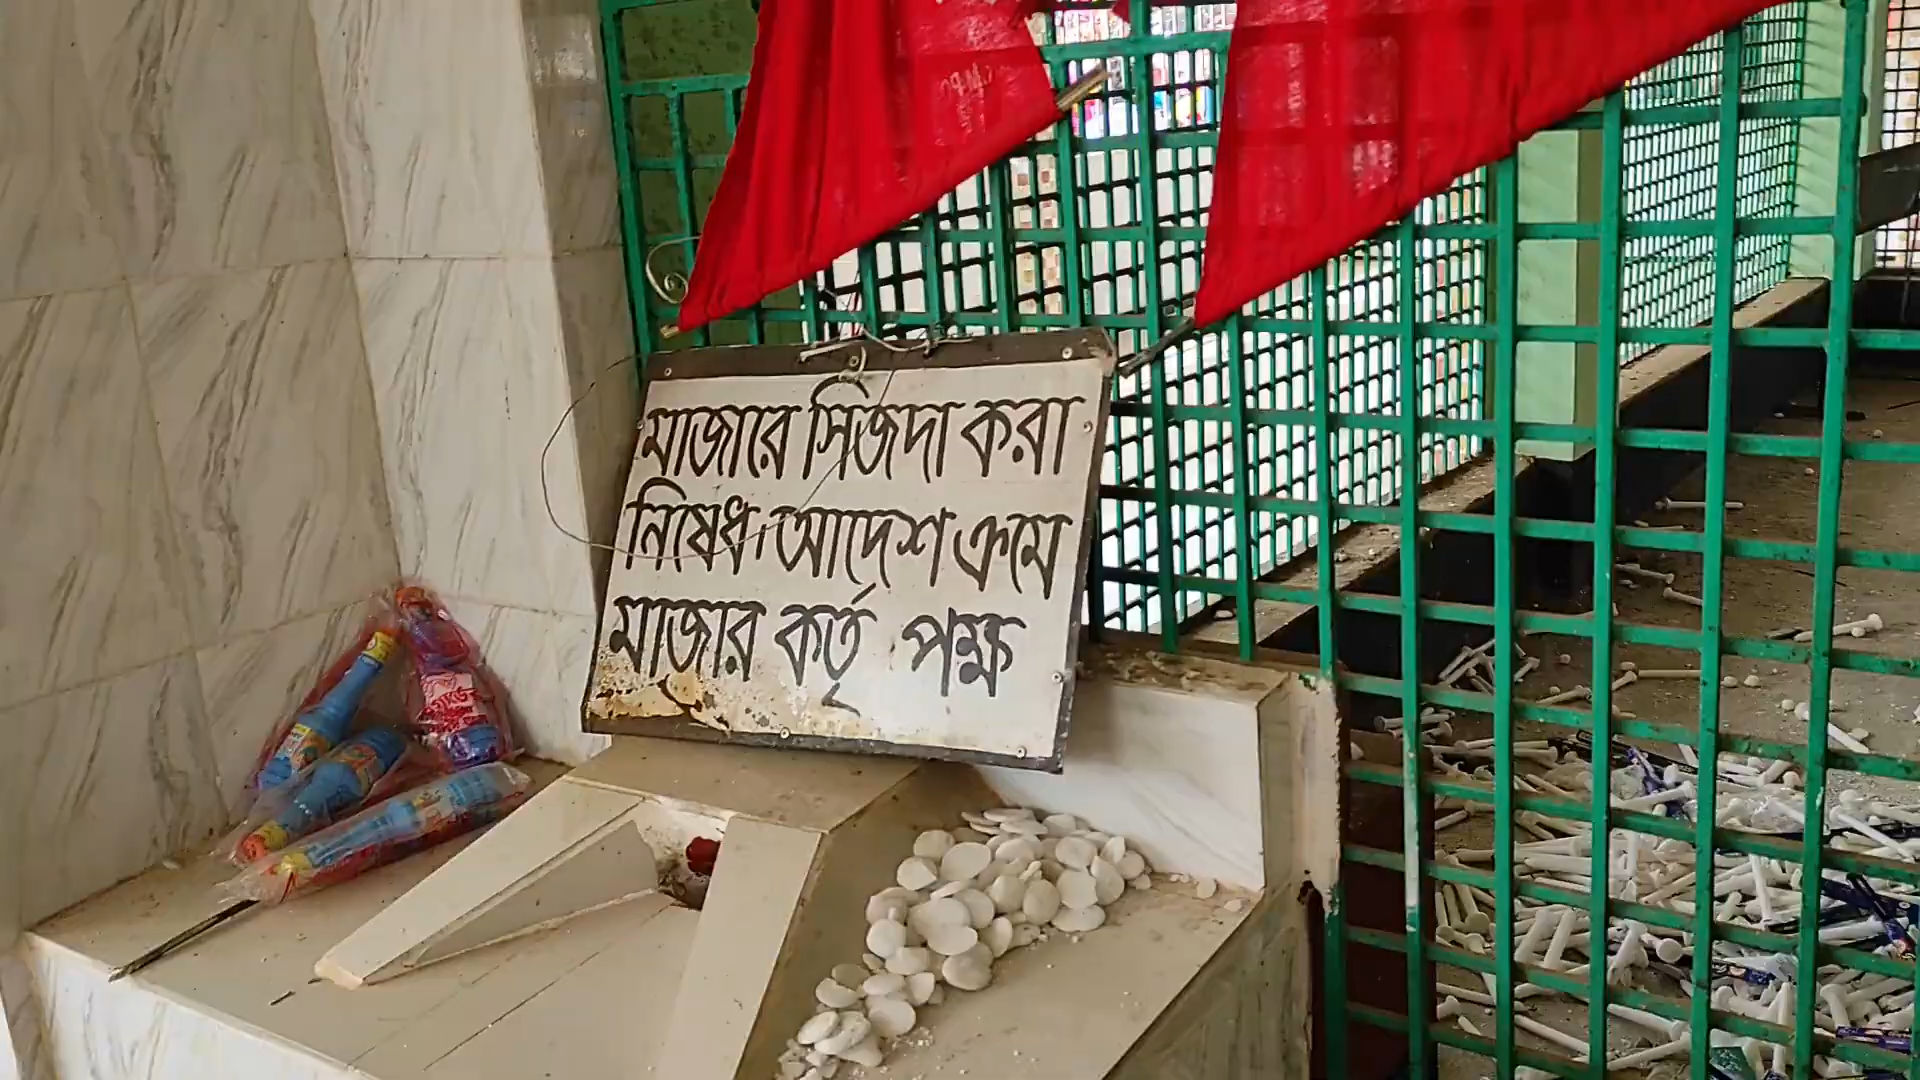 মাজারে সিজদা করা
নিষেধ। আদেশ ক্রমে
মাজার কর্তৃ পক্ষ